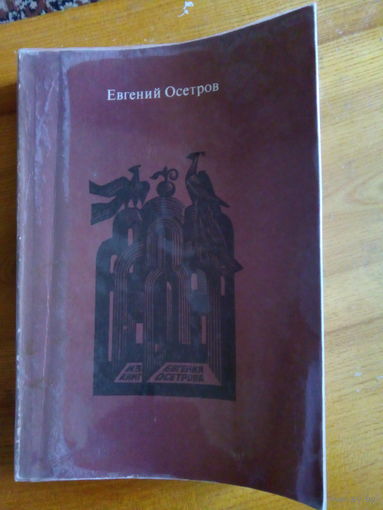 Евгений Осетров
ИЗ КНИГ
ЕВГЕНИЯ ОСЕТРОВА